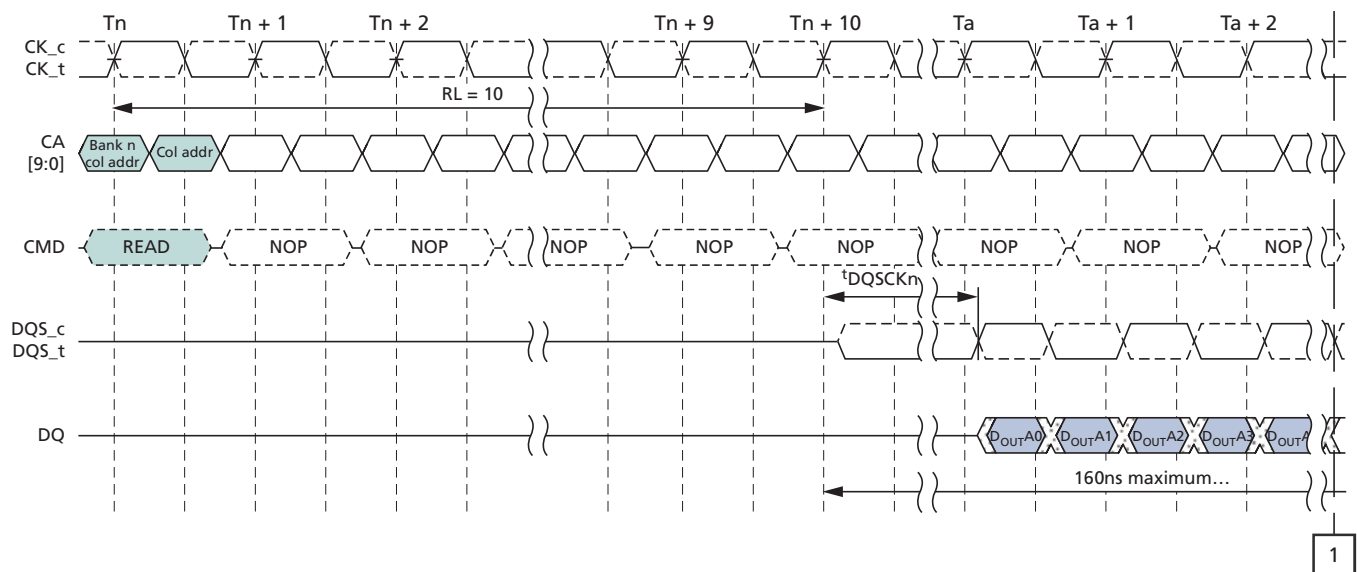 Tn Tn + 1 Tn + 2 Tn + 9 Tn + 10 Ta Ta + 1 Ta + 2
CK_c
CK_t
RL = 10
CA
[9:0]
Bank n
col addr
Col addr
CMD READ NOP NOP NOP NOP NOP NOP NOP NOP
tDQSCKn
DQS_c
DQS_t
DQ DOUTA0 DOUTA1 DOUTA2 DOUTA3 DOUTA
160ns maximum…
1